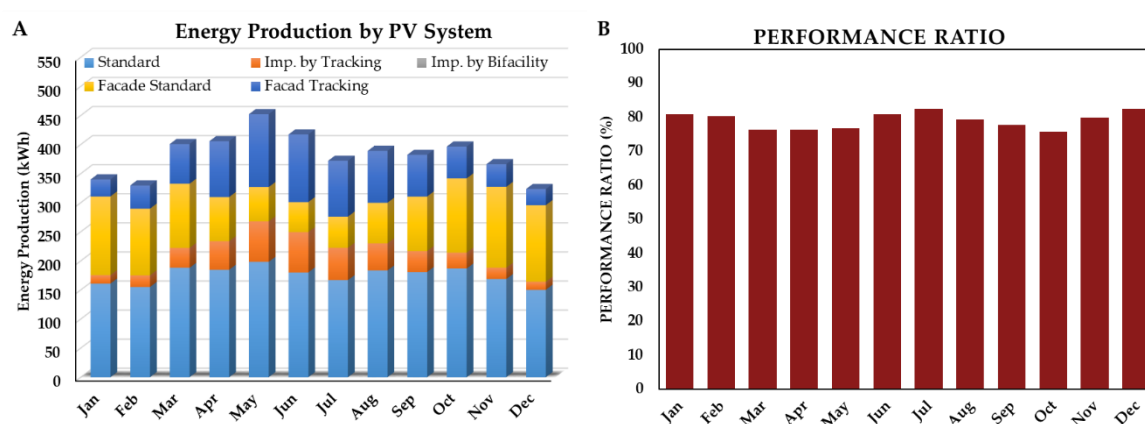 A
Energy Production by PV System
Standard
Imp. by Tracking
Imp. by Bifacility
Facade Standard
Facad Tracking
Energy Production (kWh)
550
500
450
400
350
300
250
200
150
100
50
0
Jan
Feb
Mar
Apr
May
Jun
Jul
Aug
Sep
Oct
Nov
Dec
B
PERFORMANCE RATIO
PERFORMANCE RATIO (%)
100
90
80
70
60
50
40
30
20
10
0
Jan
Feb
Mar
Apr
May
Jun
Jul
Aug
Sep
Oct
Nov
Dec